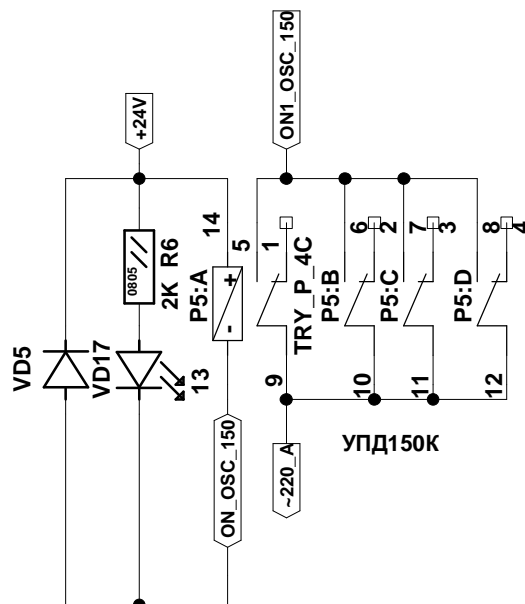 ON1_OSC_150
+24V
14
5
1
6
2
7
3
8
4
0805
2K R6
P5:A
+
-
TRY_P_4C
P5:B
P5:C
P5:D
VD5
VD17
13
9
10
11
12
ON_OSC_150
~220_A
УПД150К